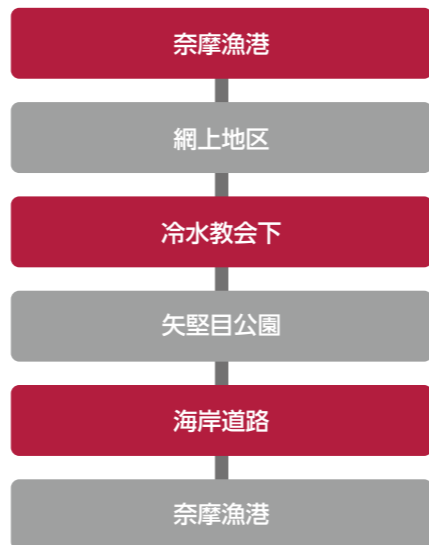 奈摩漁港
網上地区
冷水教会下
矢堅目公園
海岸道路
奈摩漁港